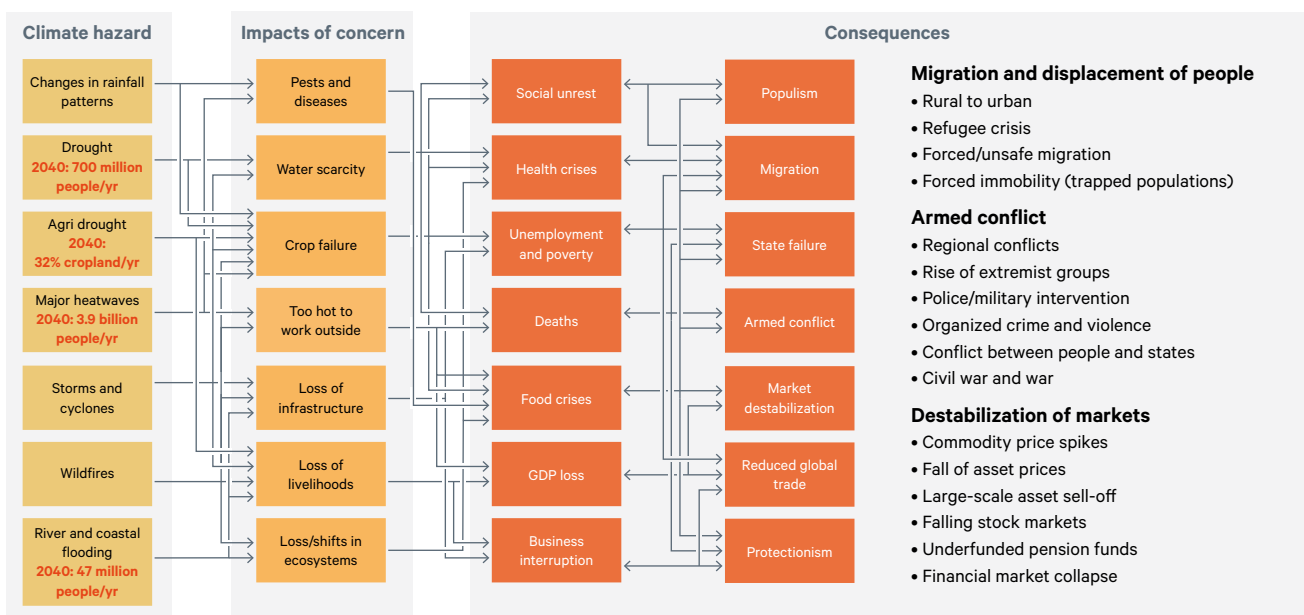 Climate hazard
Impacts of concern
Consequences
Changes in rainfall
patterns
Drought
2040: 700 million
people/yr
Agri drought
2040:
32% cropland/yr
Major heatwaves
2040: 3.9 billion
people/yr
Storms and
cyclones
Wildfires
River and coastal
flooding
2040: 47 million
people/yr
Pests and
diseases
Water scarcity
Crop failure
Too hot to
work outside
Loss of
infrastructure
Loss of
livelihoods
Loss/shifts in
ecosystems
Social unrest
Health crises
Unemployment
and poverty
Deaths
Food crises
GDP loss
Business
interruption
Populism
Migration
State failure
Armed conflict
Market
destabilization
Reduced global
trade
Protectionism
Migration and displacement of people
• Rural to urban
• Refugee crisis
• Forced/unsafe migration
• Forced immobility (trapped populations)
Armed conflict
• Regional conflicts
• Rise of extremist groups
• Police/military intervention
• Organized crime and violence
• Conflict between people and states
• Civil war and war
Destabilization of markets
• Commodity price spikes
• Fall of asset prices
• Large-scale asset sell-off
• Falling stock markets
• Underfunded pension funds
• Financial market collapse